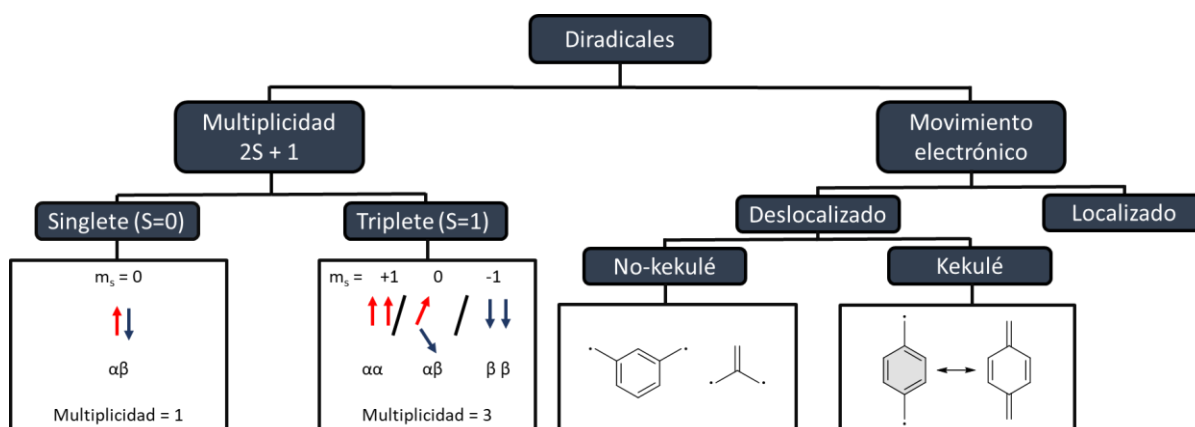 Diradicales
Multiplicidad
2S + 1
Movimiento
electrónico
Singlete (S=0)
Triplete (S=1)
Deslocalizado
Localizado
No-kekulé
Kekulé
mₛ = 0
αβ
Multiplicidad = 1
mₛ = +1 0 -1
αα αβ β β
Multiplicidad = 3